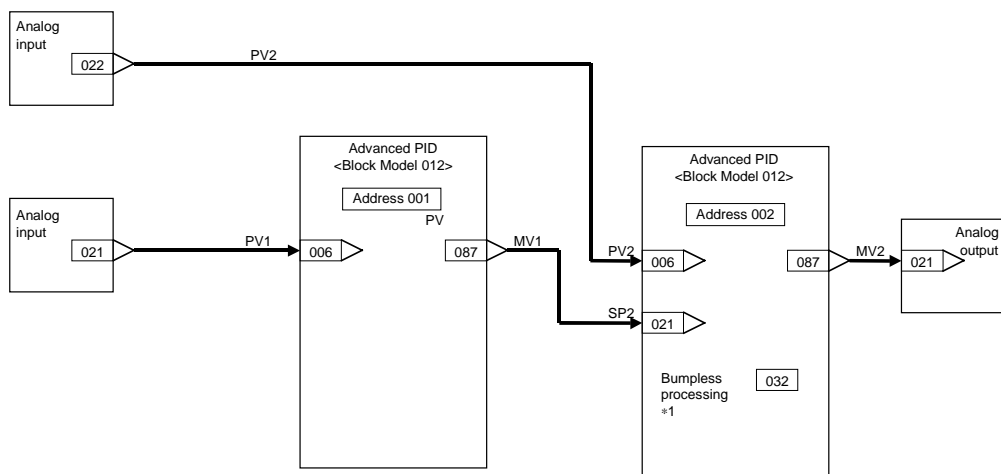 Analog
input
022
PV2
Advanced PID
<Block Model 012>
Address 001
PV
Advanced PID
<Block Model 012>
Address 002
Analog
input
021
PV1
006
087
MV1
PV2
006
087
MV2
Analog
output
021
SP2
021
Bumpless
processing
*1
032